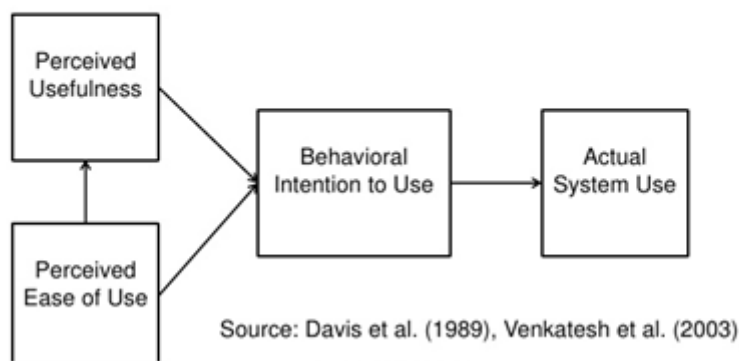 Perceived
Usefulness
Behavioral
Intention to Use
Actual
System Use
Perceived
Ease of Use
Source: Davis et al. (1989), Venkatesh et al. (2003)